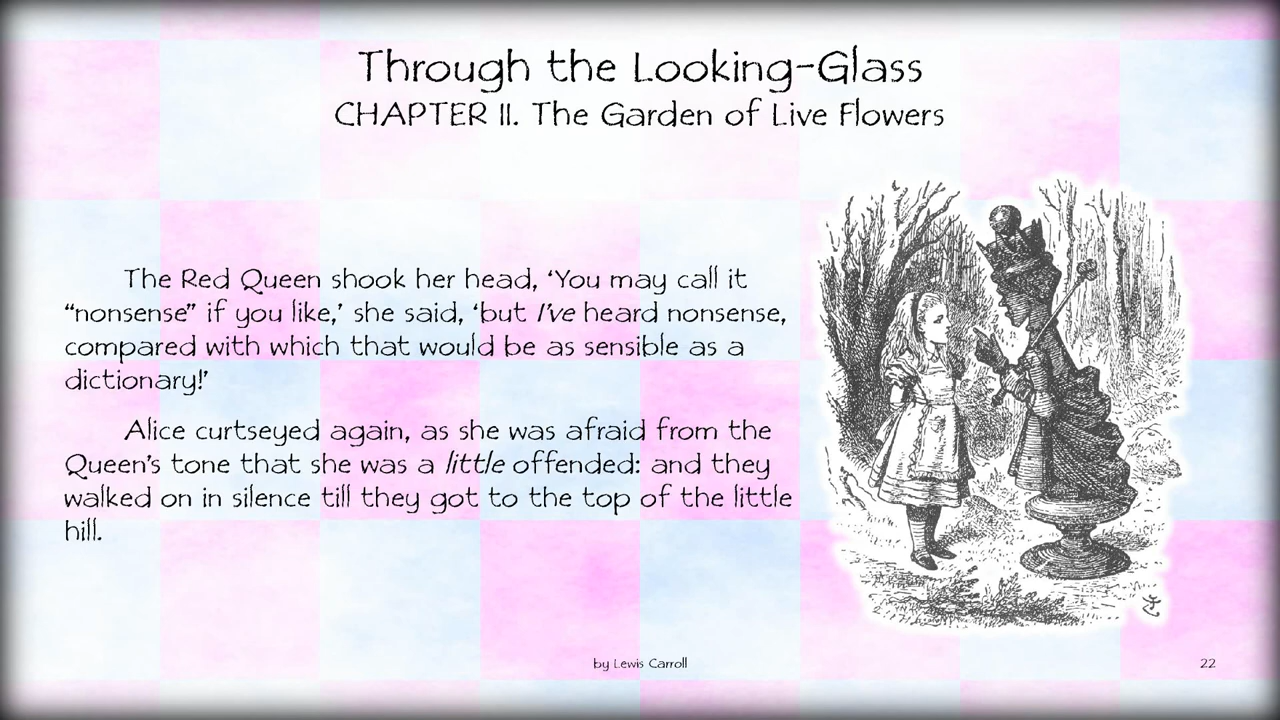 Through the Looking-Glass
CHAPTER II. The Garden of Live Flowers
The Red Queen shook her head, ‘You may call it
“nonsense” if you like,’ she said, ‘but I’ve heard nonsense,
compared with which that would be as sensible as a
dictionary!’
Alice curtseyed again, as she was afraid from the
Queen’s tone that she was a little offended: and they
walked on in silence till they got to the top of the little
hill.
by Lewis Carroll
22